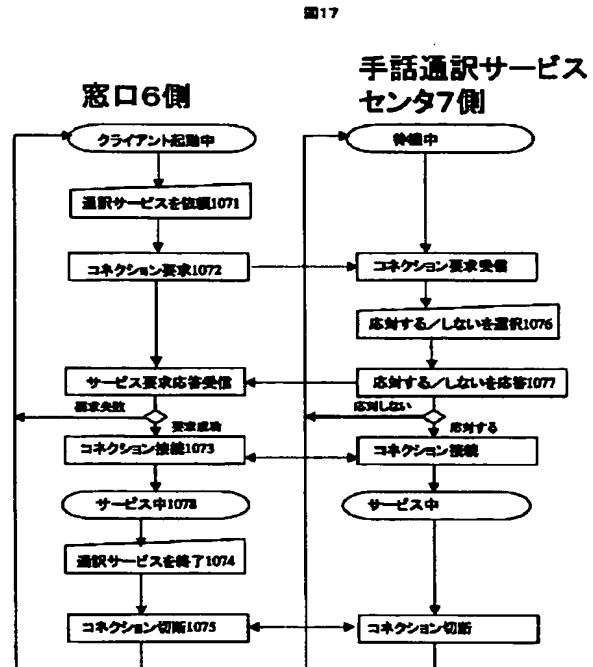 図17
窓口6側
手話通訳サービス
センタ7側
クライアント起動中
待機中
通訳サービスを依頼1071
コネクション要求1072
コネクション要求受信
応対する/しないを選択1076
サービス要求応答受信
応対する/しないを応答1077
要求失敗
要求成功
応対しない
応対する
コネクション接続1073
コネクション接続
サービス中1078
サービス中
通訳サービスを終了1074
コネクション切断1075
コネクション切断